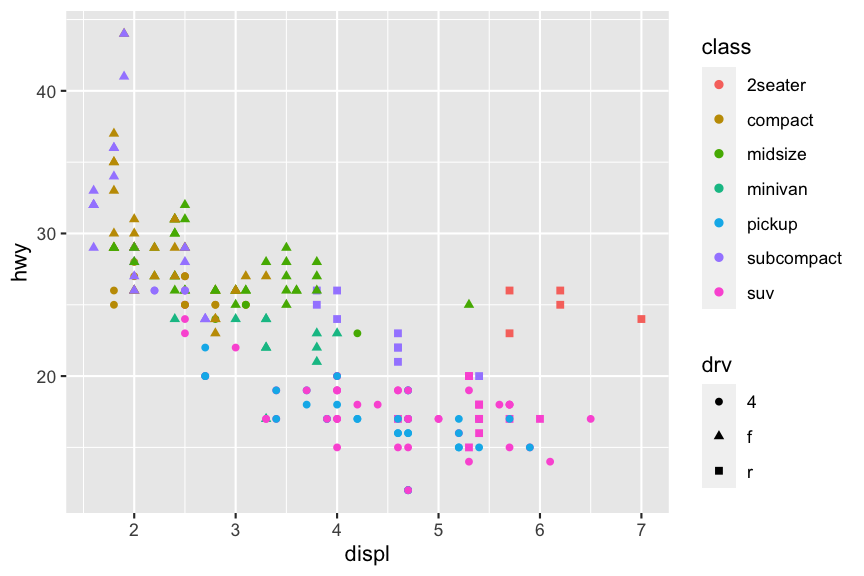 hwy
40
30
20
2
3
4
5
6
7
displ
class
2seater
compact
midsize
minivan
pickup
subcompact
suv
drv
4
f
r